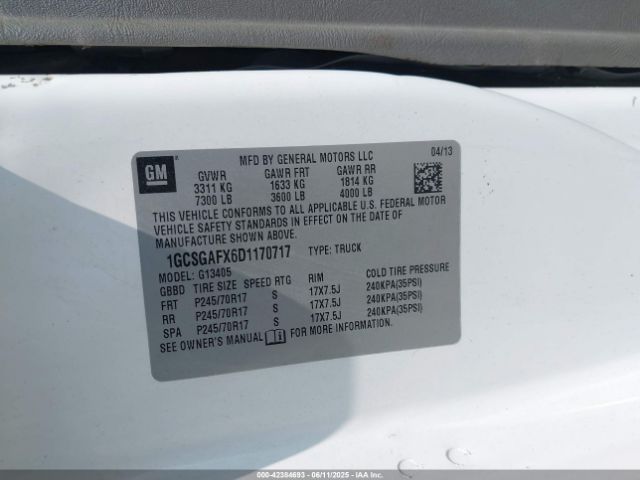 GM
MFD BY GENERAL MOTORS LLC 04/13
GVWR GAWR FRT GAWR RR
3311 KG 1633 KG 1814 KG
7300 LB 3600 LB 4000 LB
THIS VEHICLE CONFORMS TO ALL APPLICABLE U.S. FEDERAL MOTOR
VEHICLE SAFETY STANDARDS IN EFFECT ON THE DATE OF
MANUFACTURE SHOWN ABOVE.
1GCSGAFX6D1170717 TYPE: TRUCK
MODEL: G13405
GBBD TIRE SIZE SPEED RTG RIM COLD TIRE PRESSURE
FRT P245/70R17 S 17X7.5J 240KPA(35PSI)
RR P245/70R17 S 17X7.5J 240KPA(35PSI)
SPA P245/70R17 S 17X7.5J 240KPA(35PSI)
SEE OWNER'S MANUAL FOR MORE INFORMATION.
000-42384693 - 06/11/2025 - IAAI.COM